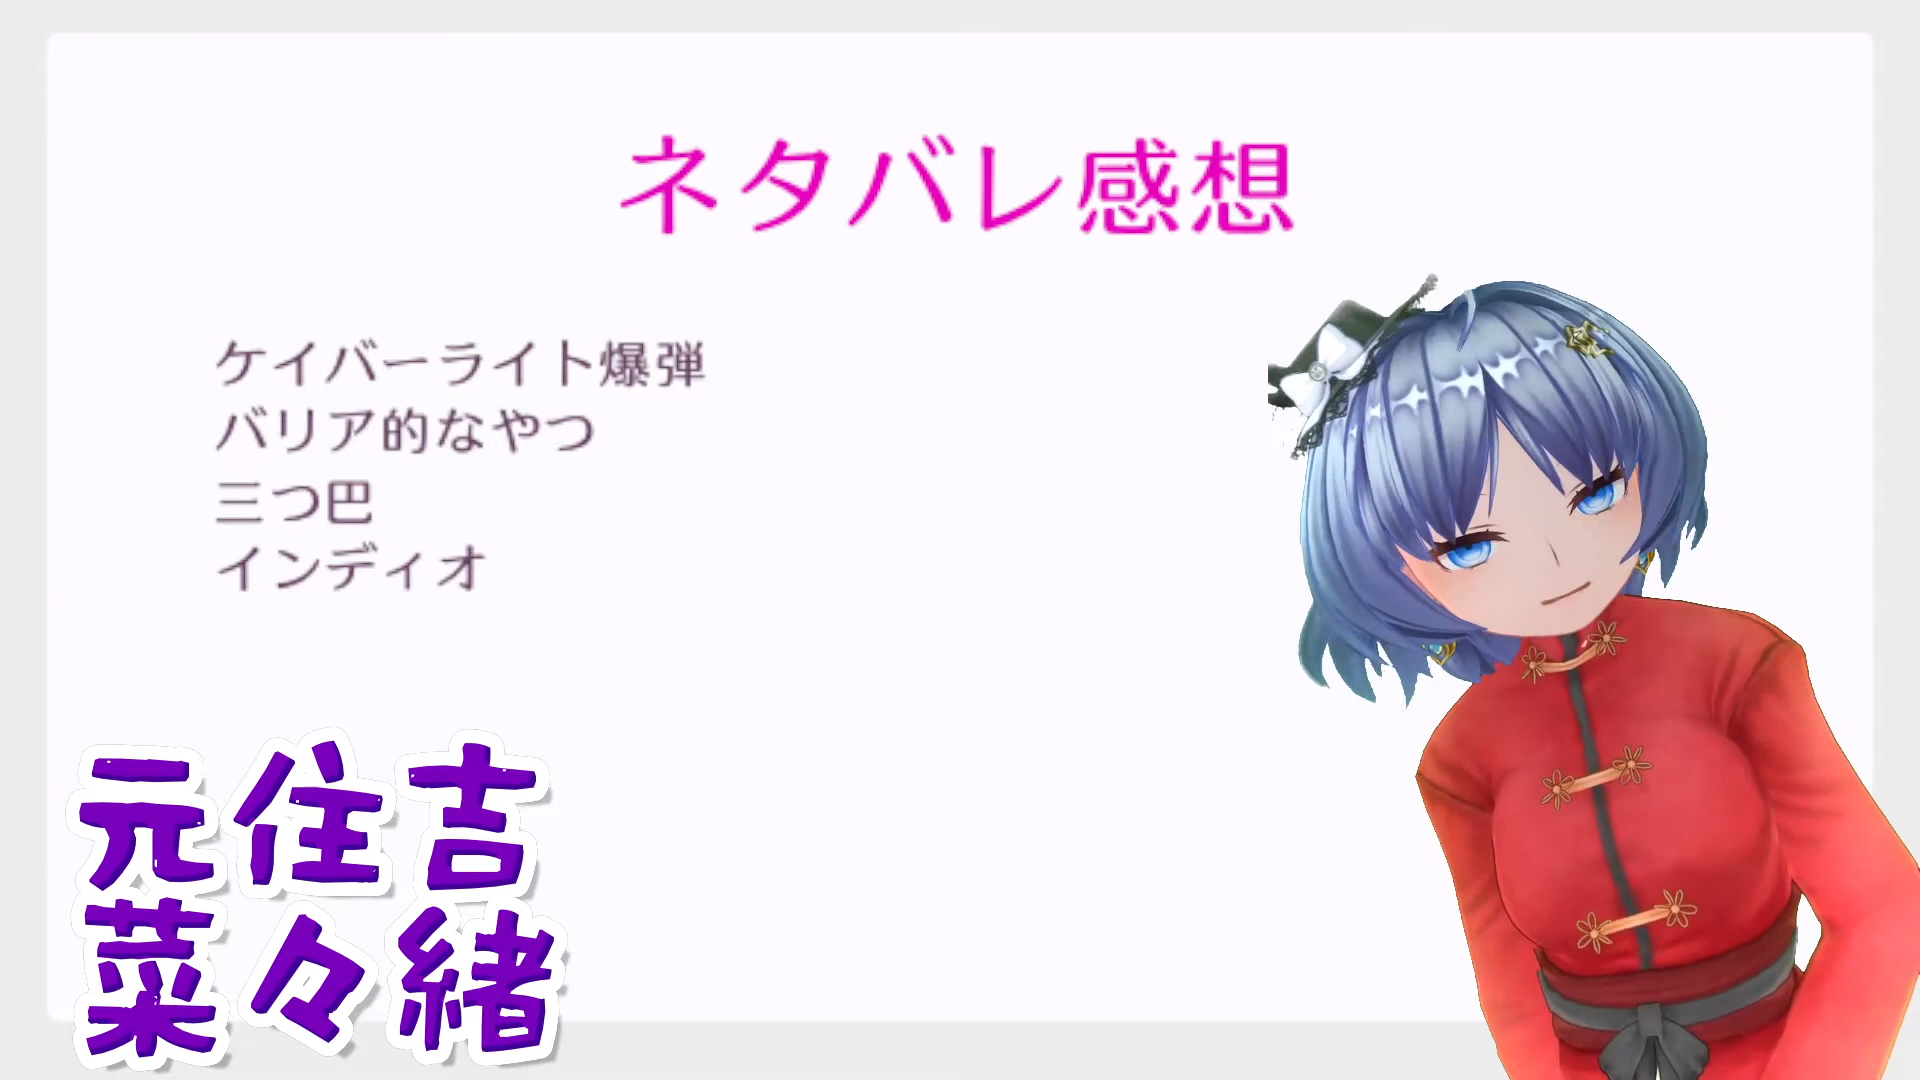 ネタバレ感想
ケイバーライト爆弾
バリア的なやつ
三つ巴
インディオ
元住吉
菜々緒